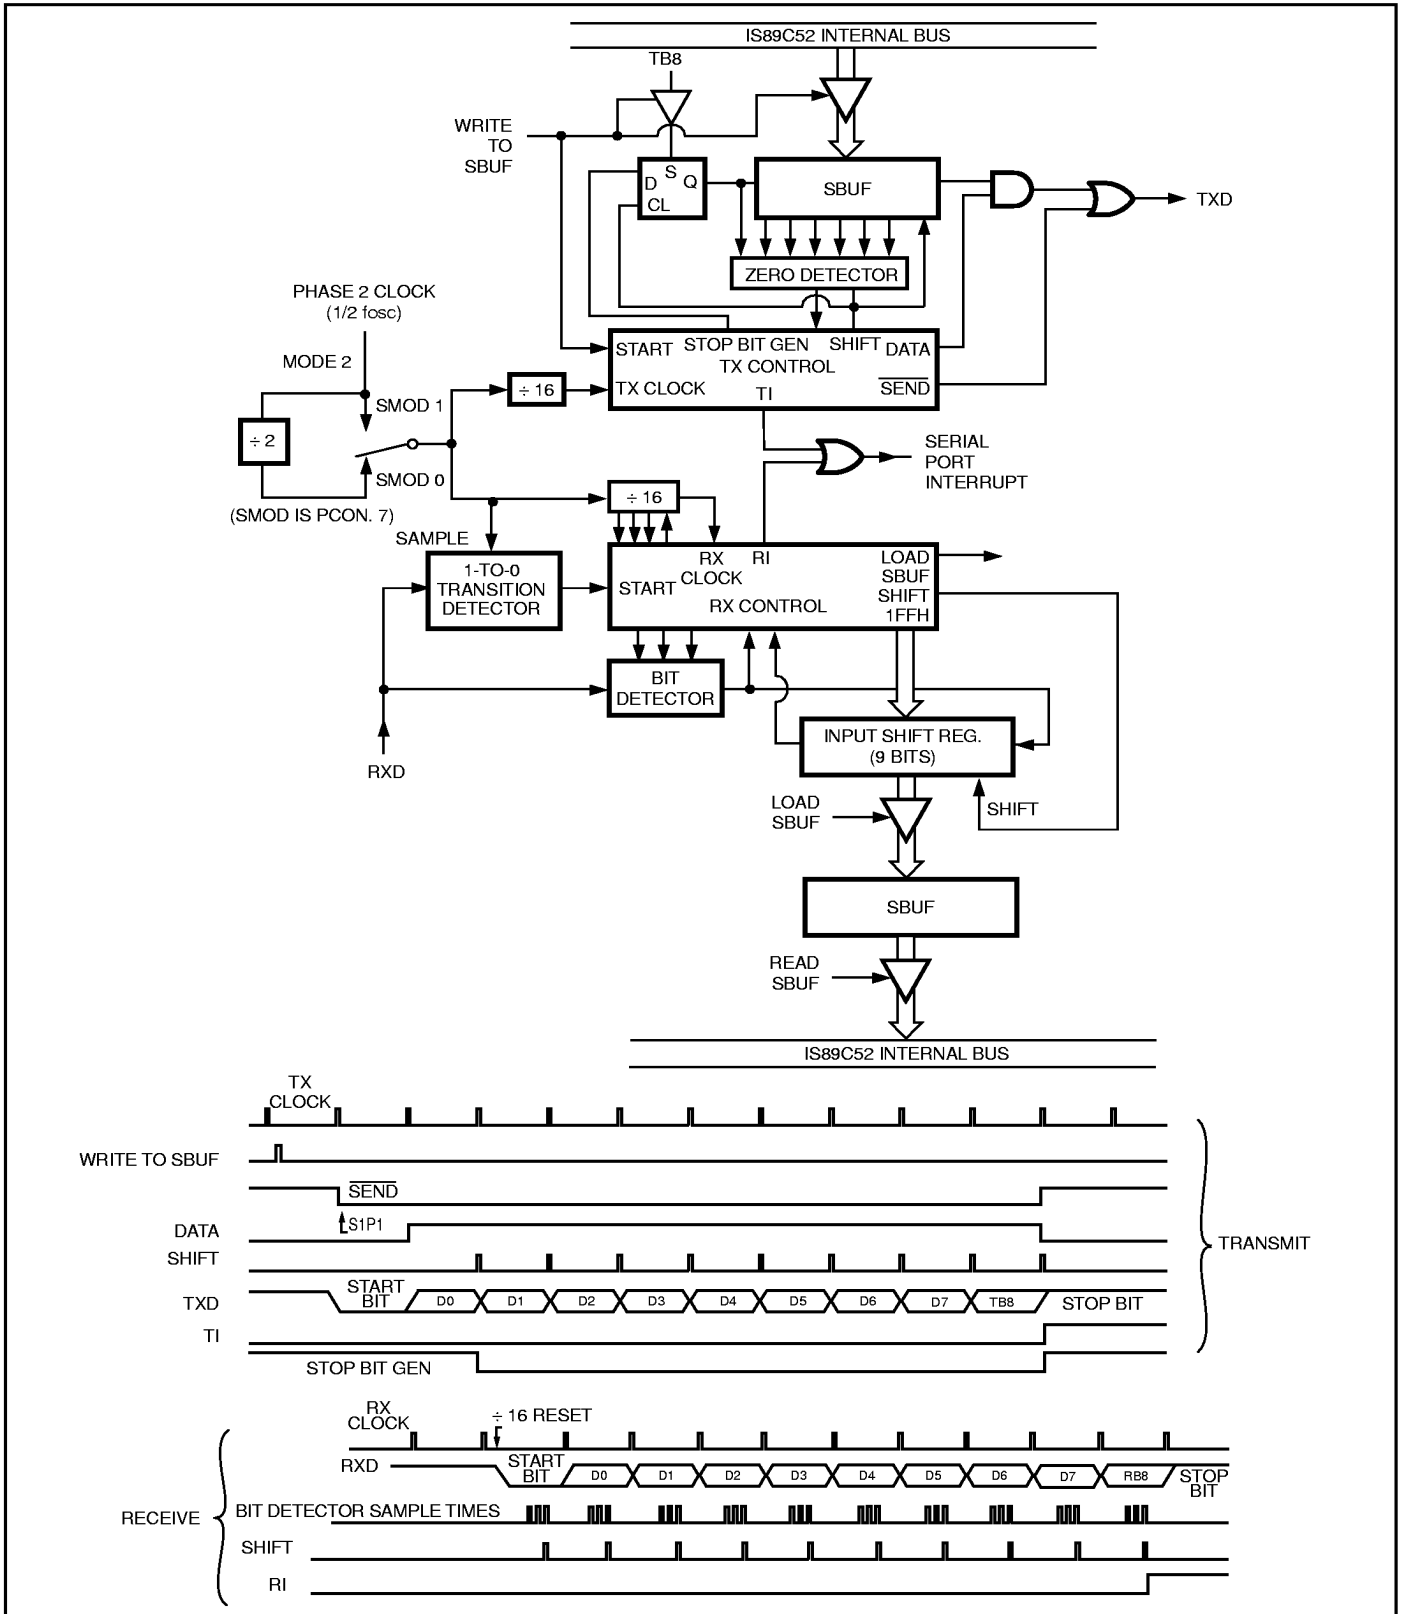 IS89C52 INTERNAL BUS
TB8
WRITE
TO
SBUF
D S Q
CL
SBUF
TXD
ZERO DETECTOR
PHASE 2 CLOCK
(1/2 fosc)
MODE 2
START STOP BIT GEN SHIFT DATA
TX CONTROL
TX CLOCK TI SEND
÷ 16
SMOD 1
÷ 2
SMOD 0
(SMOD IS PCON. 7)
SERIAL
PORT
INTERRUPT
÷ 16
SAMPLE
1-TO-0
TRANSITION
DETECTOR
RX
CLOCK
RI
LOAD
SBUF
START
SHIFT
RX CONTROL
1FFH
BIT
DETECTOR
RXD
INPUT SHIFT REG.
(9 BITS)
LOAD
SBUF
SHIFT
SBUF
READ
SBUF
IS89C52 INTERNAL BUS
TX
CLOCK
WRITE TO SBUF
SEND
S1P1
DATA
SHIFT
TRANSMIT
TXD START
BIT D0 D1 D2 D3 D4 D5 D6 D7 TB8 STOP BIT
TI
STOP BIT GEN
RX
CLOCK
÷ 16 RESET
RXD START
BIT D0 D1 D2 D3 D4 D5 D6 D7 RB8 STOP
BIT
RECEIVE
BIT DETECTOR SAMPLE TIMES
SHIFT
RI